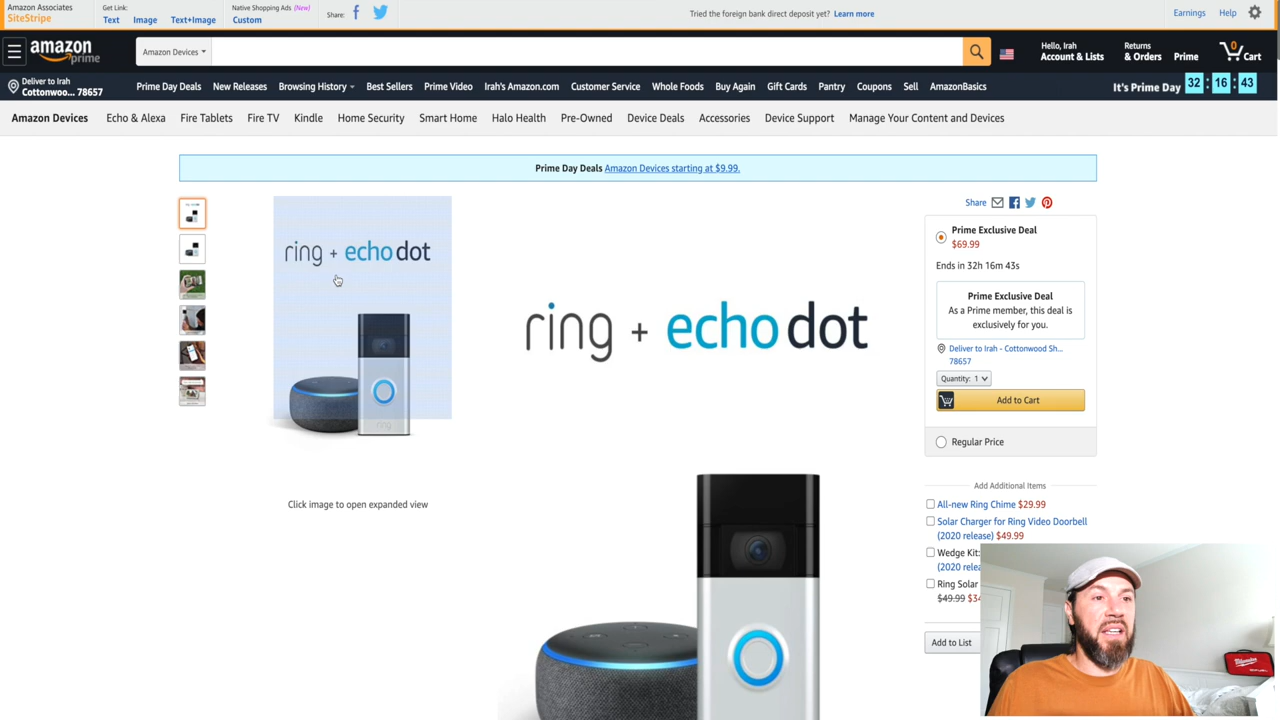 Amazon Associates
SiteStripe
Get Link:
Text Image Text+Image
Native Shopping Ads (New)
Custom
Share:
Tried the foreign bank direct deposit yet? Learn more
Earnings Help
amazon
prime
Amazon Devices
Hello, Irah
Account & Lists
Returns
& Orders
Prime
0
Cart
Deliver to Irah
Cottonwoo... 78657
Prime Day Deals New Releases Browsing History Best Sellers Prime Video Irah's Amazon.com Customer Service Whole Foods Buy Again Gift Cards Pantry Coupons Sell AmazonBasics
It's Prime Day 32 : 16 : 43
Amazon Devices Echo & Alexa Fire Tablets Fire TV Kindle Home Security Smart Home Halo Health Pre-Owned Device Deals Accessories Device Support Manage Your Content and Devices
Prime Day Deals Amazon Devices starting at $9.99.
ring + echo dot
ring
Click image to open expanded view
ring + echo dot
Share
Prime Exclusive Deal
$69.99
Ends in 32h 16m 43s
Prime Exclusive Deal
As a Prime member, this deal is
exclusively for you.
Deliver to Irah - Cottonwood Sh...
78657
Quantity: 1
Add to Cart
Regular Price
Add Additional Items
All-new Ring Chime $29.99
Solar Charger for Ring Video Doorbell
(2020 release) $49.99
Wedge Kit:
(2020 relea
Ring Solar
$49.99 $34
Add to List
Milwaukee